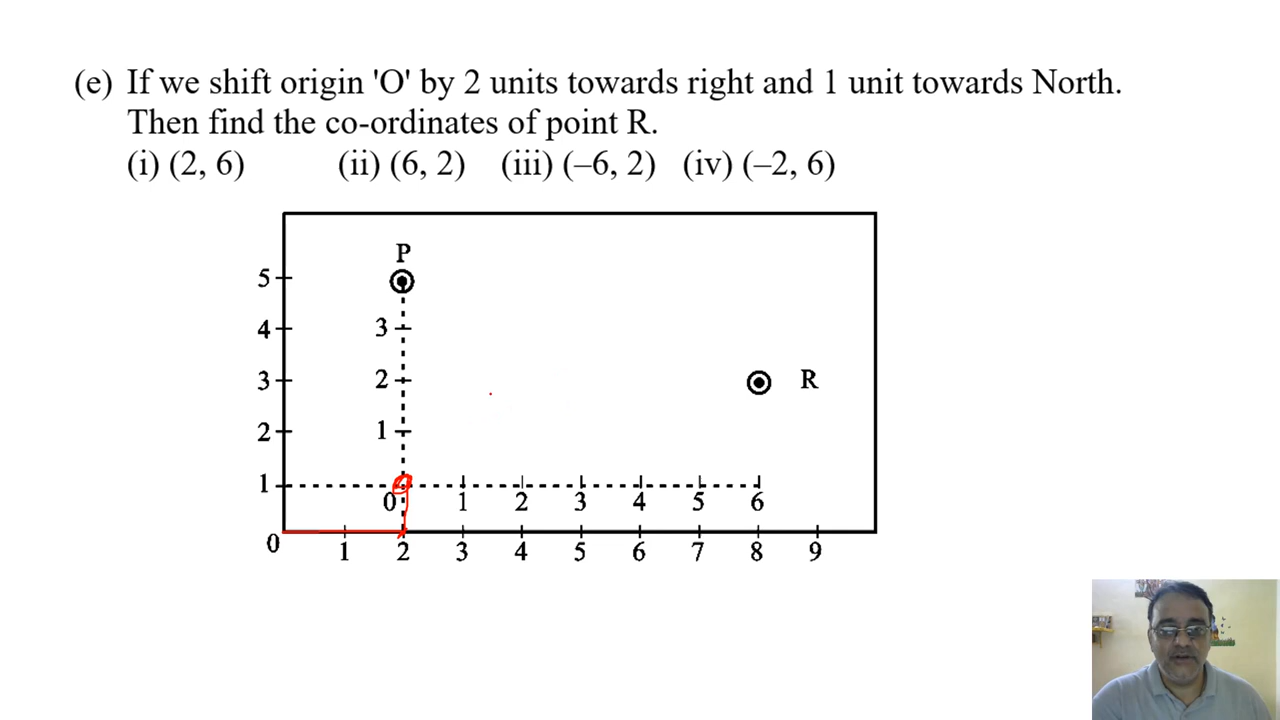 (e) If we shift origin 'O' by 2 units towards right and 1 unit towards North.
Then find the co-ordinates of point R.
(i) (2, 6) (ii) (6, 2) (iii) (–6, 2) (iv) (–2, 6)
P
5
4 3
3 2 R
2 1
1
0 1 2 3 4 5 6
0 1 2 3 4 5 6 7 8 9